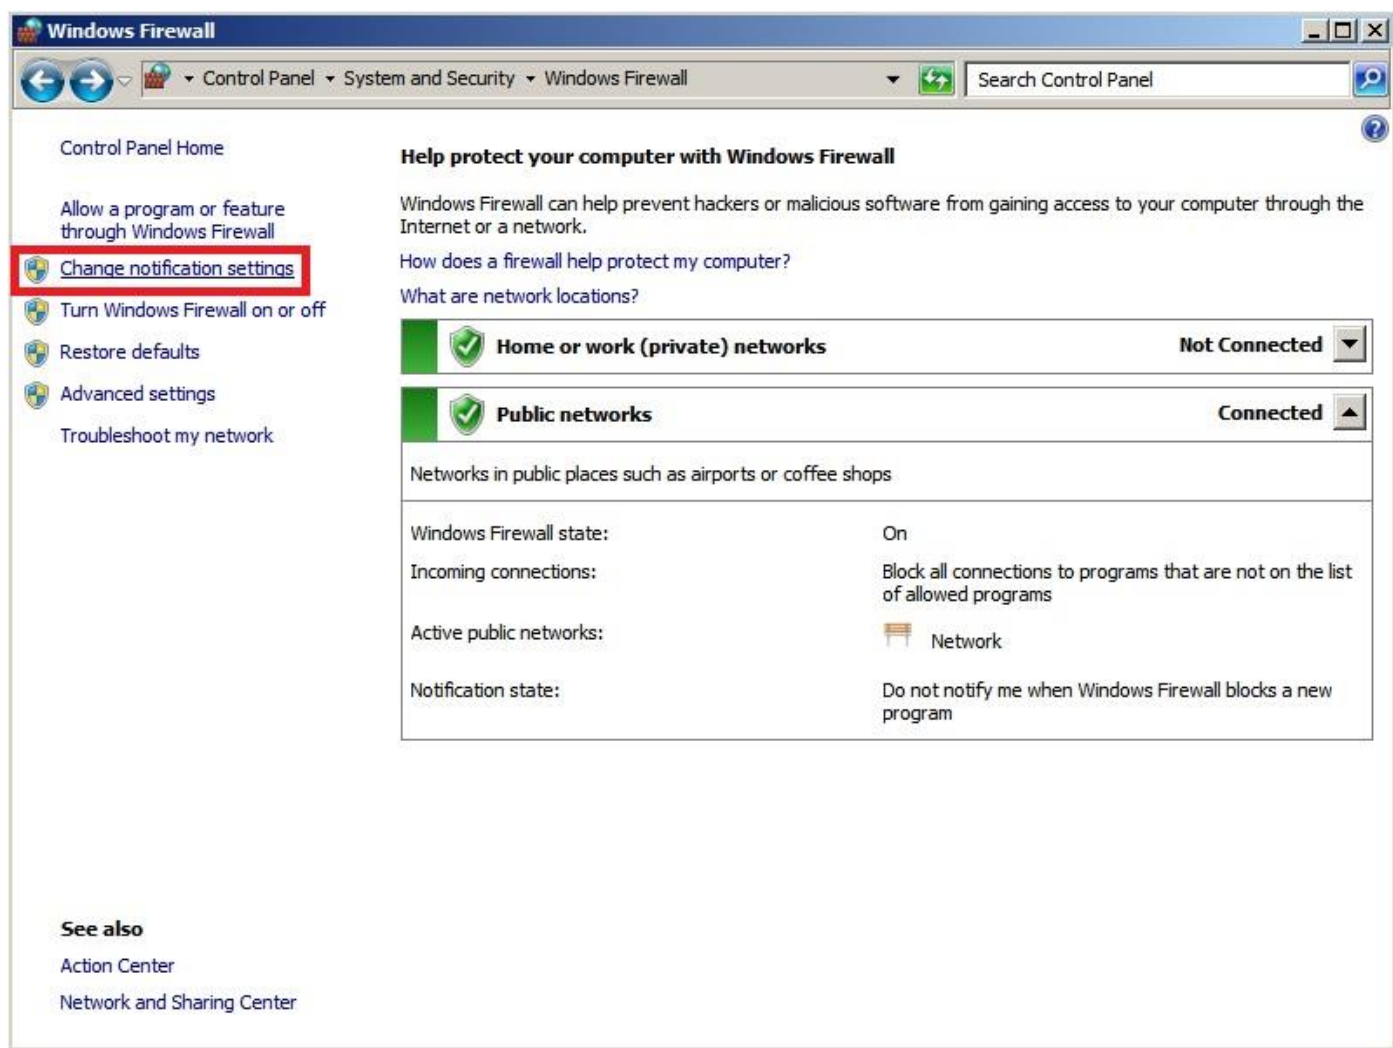 Windows Firewall
Control Panel System and Security Windows Firewall
Search Control Panel
Control Panel Home
Allow a program or feature
through Windows Firewall
Change notification settings
Turn Windows Firewall on or off
Restore defaults
Advanced settings
Troubleshoot my network
See also
Action Center
Network and Sharing Center
Help protect your computer with Windows Firewall
Windows Firewall can help prevent hackers or malicious software from gaining access to your computer through the
Internet or a network.
How does a firewall help protect my computer?
What are network locations?
Home or work (private) networks Not Connected
Public networks Connected
Networks in public places such as airports or coffee shops
Windows Firewall state: On
Incoming connections: Block all connections to programs that are not on the list
of allowed programs
Active public networks: Network
Notification state: Do not notify me when Windows Firewall blocks a new
program